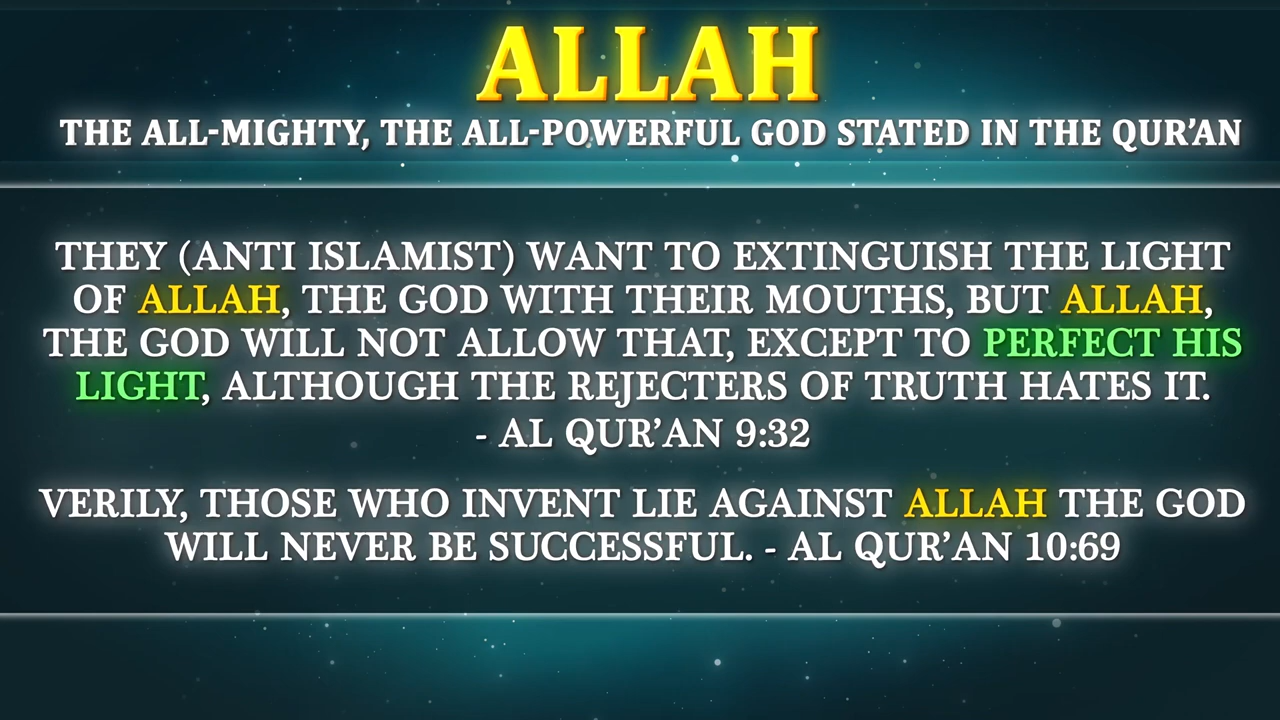 ALLAH
THE ALL-MIGHTY, THE ALL-POWERFUL GOD STATED IN THE QUR’AN
THEY (ANTI ISLAMIST) WANT TO EXTINGUISH THE LIGHT
OF ALLAH, THE GOD WITH THEIR MOUTHS, BUT ALLAH,
THE GOD WILL NOT ALLOW THAT, EXCEPT TO PERFECT HIS
LIGHT, ALTHOUGH THE REJECTERS OF TRUTH HATES IT.
- AL QUR’AN 9:32
VERILY, THOSE WHO INVENT LIE AGAINST ALLAH THE GOD
WILL NEVER BE SUCCESSFUL. - AL QUR’AN 10:69